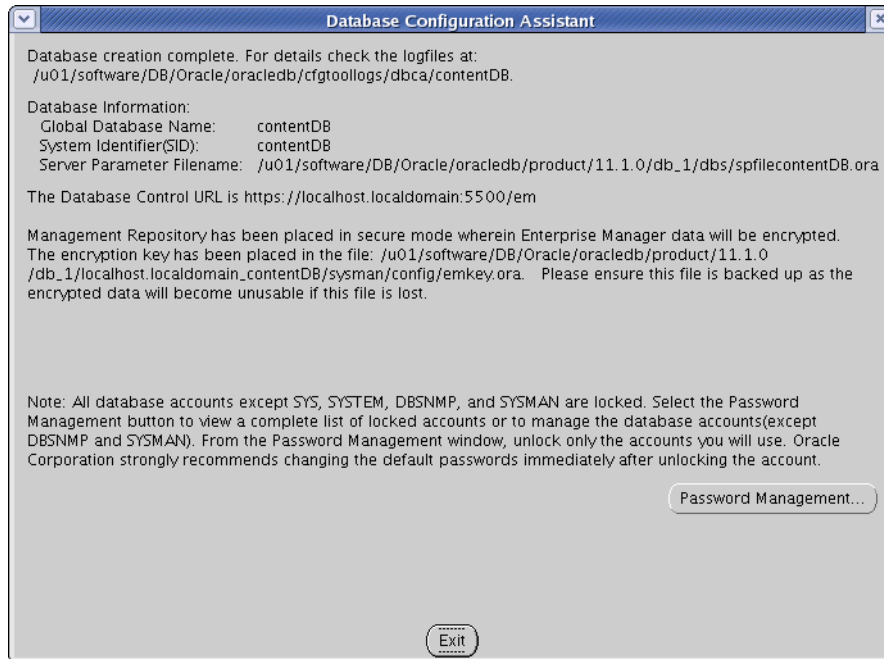 Database Configuration Assistant
Database creation complete. For details check the logfiles at:
/u01/software/DB/Oracle/oracledb/cfgtoollogs/dbca/contentDB.
Database Information:
Global Database Name: contentDB
System Identifier(SID): contentDB
Server Parameter Filename: /u01/software/DB/Oracle/oracledb/product/11.1.0/db_1/dbs/spfilecontentDB.ora
The Database Control URL is https://localhost.localdomain:5500/em
Management Repository has been placed in secure mode wherein Enterprise Manager data will be encrypted.
The encryption key has been placed in the file: /u01/software/DB/Oracle/oracledb/product/11.1.0
/db_1/localhost.localdomain_contentDB/sysman/config/emkey.ora. Please ensure this file is backed up as the
encrypted data will become unusable if this file is lost.
Note: All database accounts except SYS, SYSTEM, DBSNMP, and SYSMAN are locked. Select the Password
Management button to view a complete list of locked accounts or to manage the database accounts(except
DBSNMP and SYSMAN). From the Password Management window, unlock only the accounts you will use. Oracle
Corporation strongly recommends changing the default passwords immediately after unlocking the account.
Password Management...
Exit